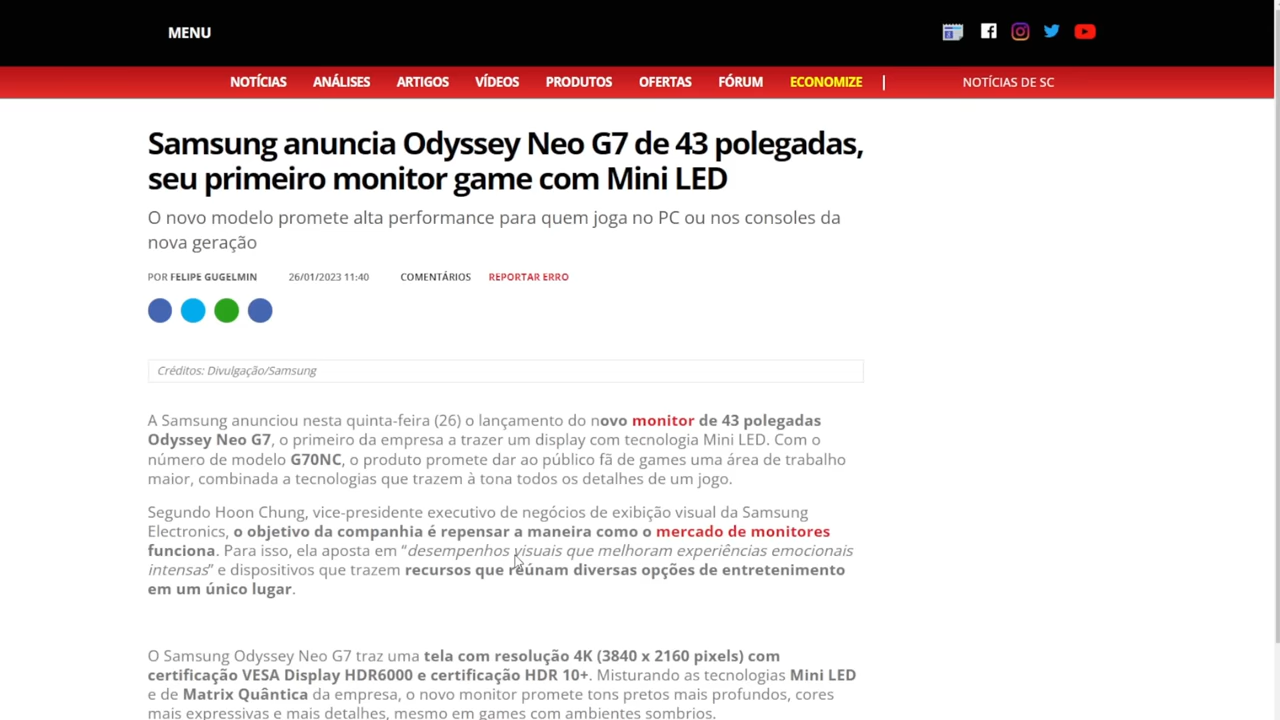 MENU
NOTÍCIAS ANÁLISES ARTIGOS VÍDEOS PRODUTOS OFERTAS FÓRUM ECONOMIZE | NOTÍCIAS DE SC
Samsung anuncia Odyssey Neo G7 de 43 polegadas,
seu primeiro monitor game com Mini LED
O novo modelo promete alta performance para quem joga no PC ou nos consoles da
nova geração
POR FELIPE GUGELMIN 26/01/2023 11:40 COMENTÁRIOS REPORTAR ERRO
Créditos: Divulgação/Samsung
A Samsung anunciou nesta quinta-feira (26) o lançamento do novo monitor de 43 polegadas
Odyssey Neo G7, o primeiro da empresa a trazer um display com tecnologia Mini LED. Com o
número de modelo G70NC, o produto promete dar ao público fã de games uma área de trabalho
maior, combinada a tecnologias que trazem à tona todos os detalhes de um jogo.
Segundo Hoon Chung, vice-presidente executivo de negócios de exibição visual da Samsung
Electronics, o objetivo da companhia é repensar a maneira como o mercado de monitores
funciona. Para isso, ela aposta em “desempenhos visuais que melhoram experiências emocionais
intensas” e dispositivos que trazem recursos que reúnam diversas opções de entretenimento
em um único lugar.
O Samsung Odyssey Neo G7 traz uma tela com resolução 4K (3840 x 2160 pixels) com
certificação VESA Display HDR6000 e certificação HDR 10+. Misturando as tecnologias Mini LED
e de Matrix Quântica da empresa, o novo monitor promete tons pretos mais profundos, cores
mais expressivas e mais detalhes, mesmo em games com ambientes sombrios.